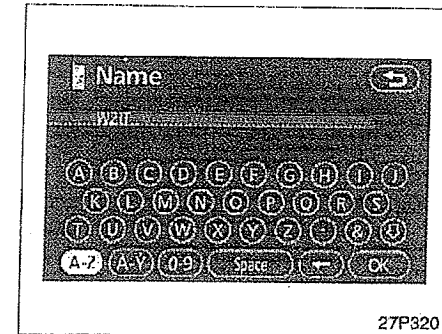 Name
A B C D E F G H I J
K L M N O P Q R S
T U V W X Y Z &
A-Z 0-9 Space OK
27P320